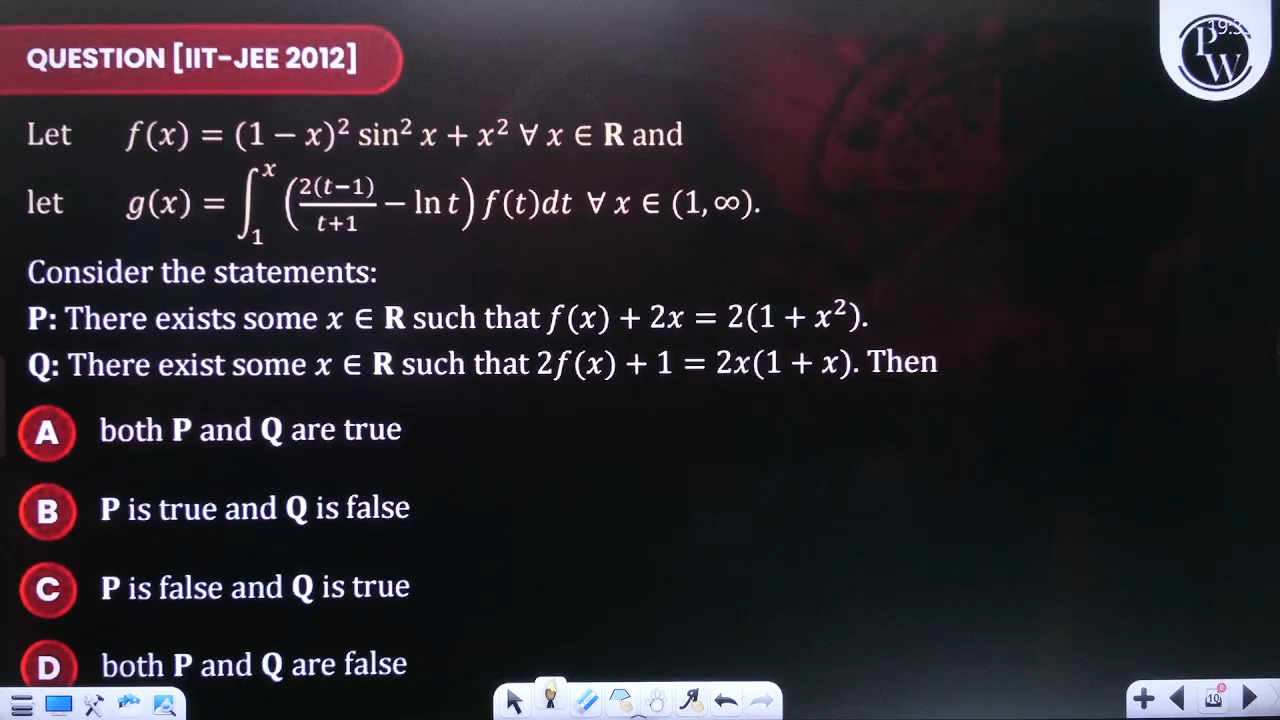 QUESTION [IIT-JEE 2012]
PW
Let f(x) = (1 − x)² sin² x + x² ∀ x ∈ R and
let g(x) = ∫₁ˣ (2(t−1)/(t+1) − ln t) f(t)dt ∀ x ∈ (1, ∞).
Consider the statements:
P: There exists some x ∈ R such that f(x) + 2x = 2(1 + x²).
Q: There exist some x ∈ R such that 2f(x) + 1 = 2x(1 + x). Then
A both P and Q are true
B P is true and Q is false
C P is false and Q is true
D both P and Q are false
10